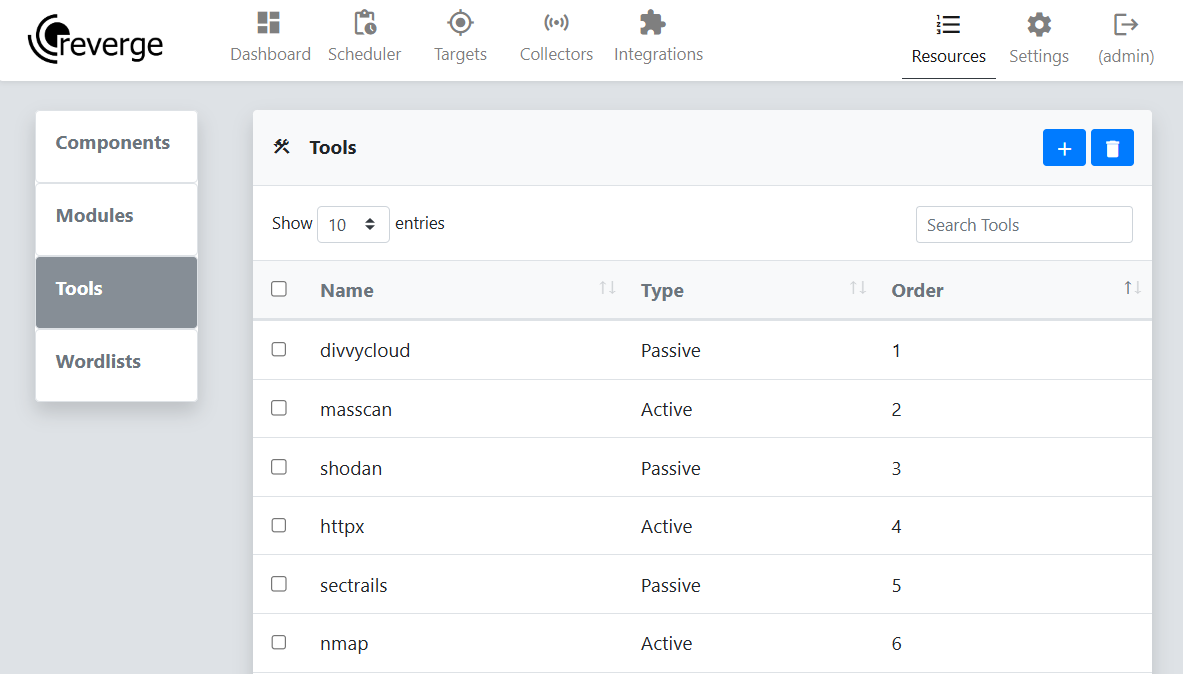 reverge
Dashboard Scheduler Targets Collectors Integrations Resources Settings (admin)
Components
Modules
Tools
Wordlists
Tools
Show 10 entries Search Tools
Name Type Order
divvycloud Passive 1
masscan Active 2
shodan Passive 3
httpx Active 4
sectrails Passive 5
nmap Active 6